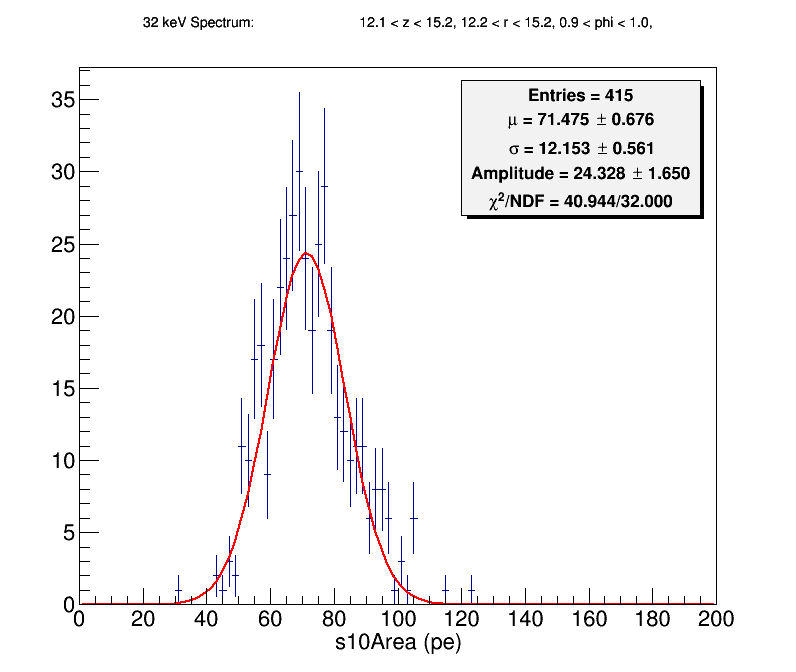 32 keV Spectrum: 12.1 < z < 15.2, 12.2 < r < 15.2, 0.9 < phi < 1.0,
Entries = 415
μ = 71.475 ± 0.676
σ = 12.153 ± 0.561
Amplitude = 24.328 ± 1.650
χ²/NDF = 40.944/32.000
35
30
25
20
15
10
5
0
0 20 40 60 80 100 120 140 160 180 200
s10Area (pe)